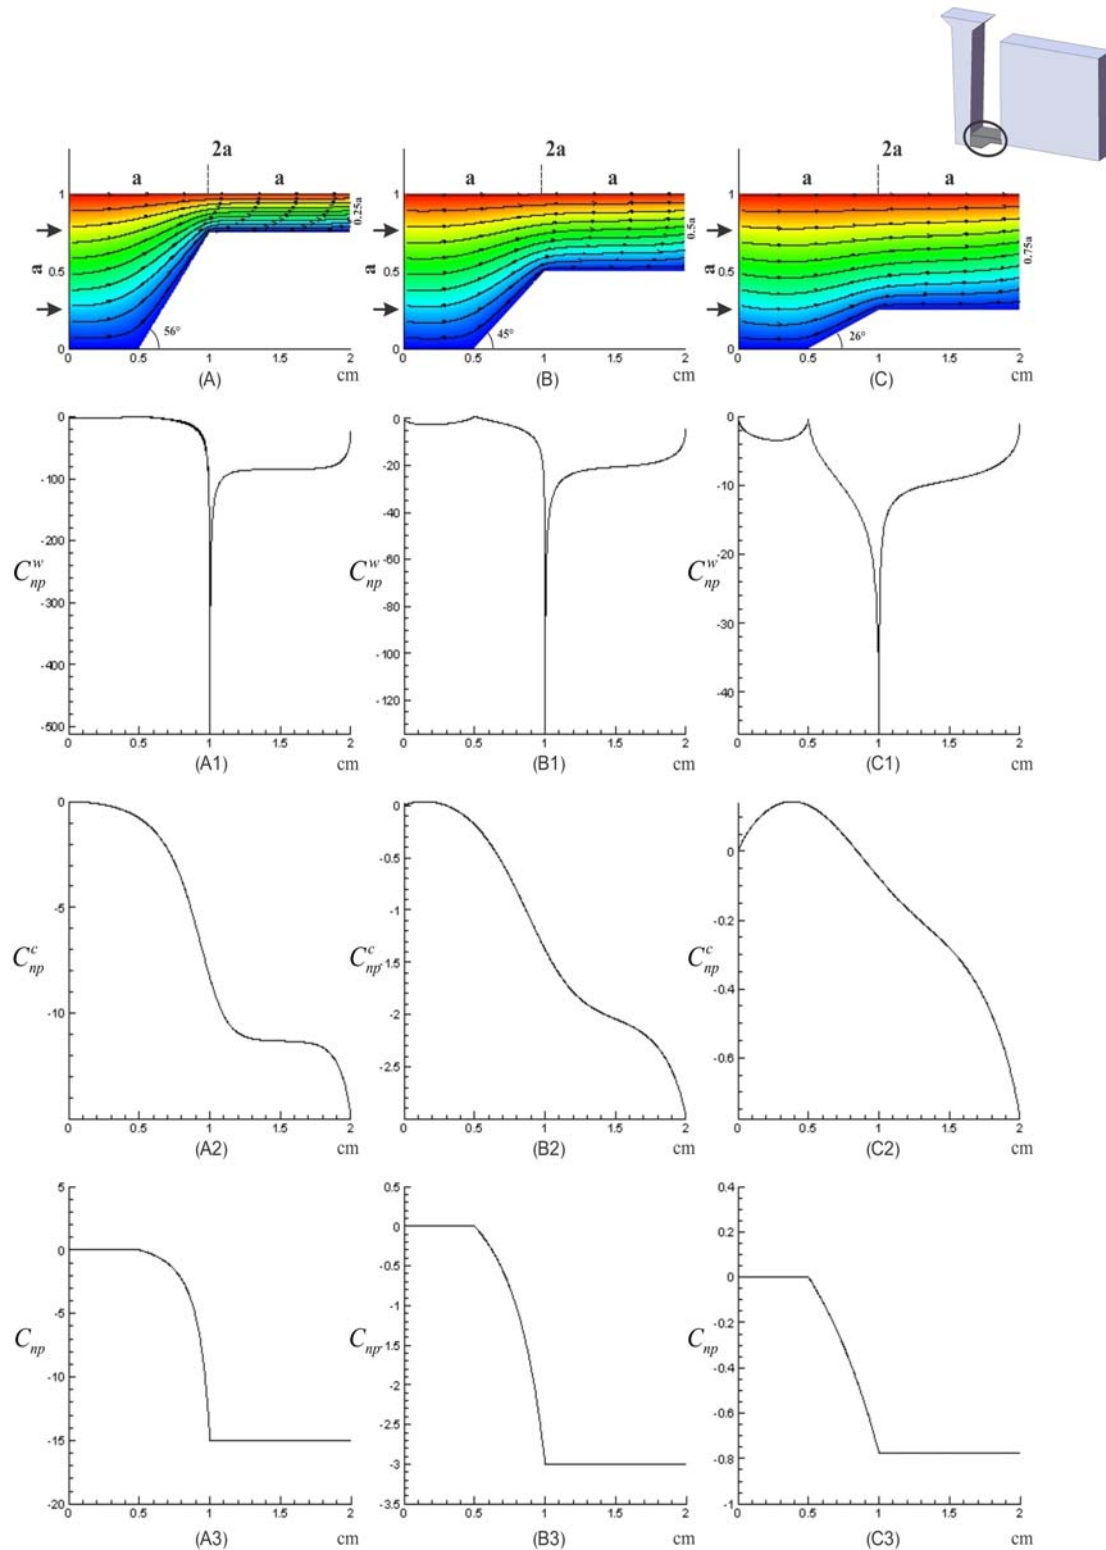 2a 2a 2a
a a a a a a
1 1 1
0.25a 0.5a 0.75a
a a
0.5 0.5 0.5
56° 45° 26°
0 0 0
0 0.5 1 1.5 2 0 0.5 1 1.5 2 0 0.5 1 1.5 2
(A) cm (B) cm (C) cm
0 0 0
-100 -20 -10
-200 -40 -20
C_np^w C_np^w C_np^w
-300 -60 -30
-400 -80 -40
-500 -100
-120
0 0.5 1 1.5 2 0 0.5 1 1.5 2 0 0.5 1 1.5 2
(A1) cm (B1) cm (C1) cm
0 0 0
-5 -0.5 -0.2
-10 -1 -0.4
C_np^c C_np^c C_np^c
-1.5 -0.6
-2
-2.5
0 0.5 1 1.5 2 0 0.5 1 1.5 2 0 0.5 1 1.5 2
(A2) cm (B2) cm (C2) cm
5 0.5 0.4
0 0 0.2
-5 -0.5 0
-10 -1 -0.2
C_np C_np C_np
-15 -1.5 -0.4
-20 -2 -0.6
-2.5 -0.8
-3 -1
-3.5
0 0.5 1 1.5 2 0 0.5 1 1.5 2 0 0.5 1 1.5 2
(A3) cm (B3) cm (C3) cm